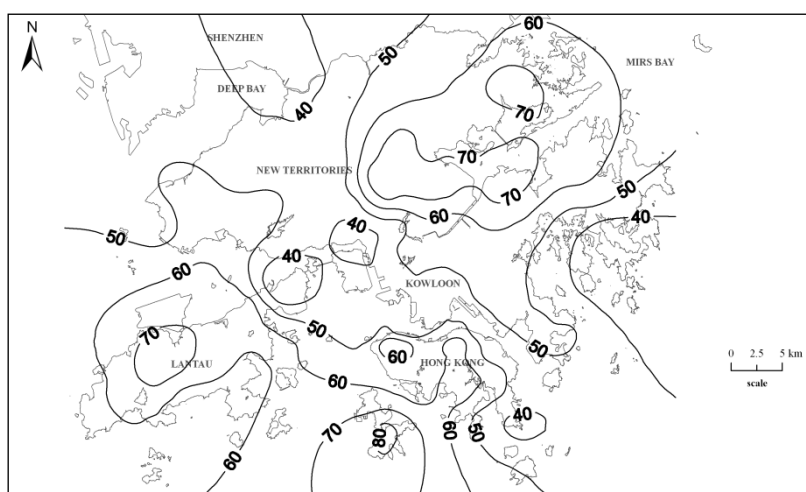 N
SHENZHEN
60
50
MIRS BAY
DEEP BAY
40
70
NEW TERRITORIES
70
70
50
60
40
40
50
60
40
KOWLOON
50
70
LANTAU
60
HONG KONG
50
0 2.5 5 km
scale
60
40
70
80
60
50
60